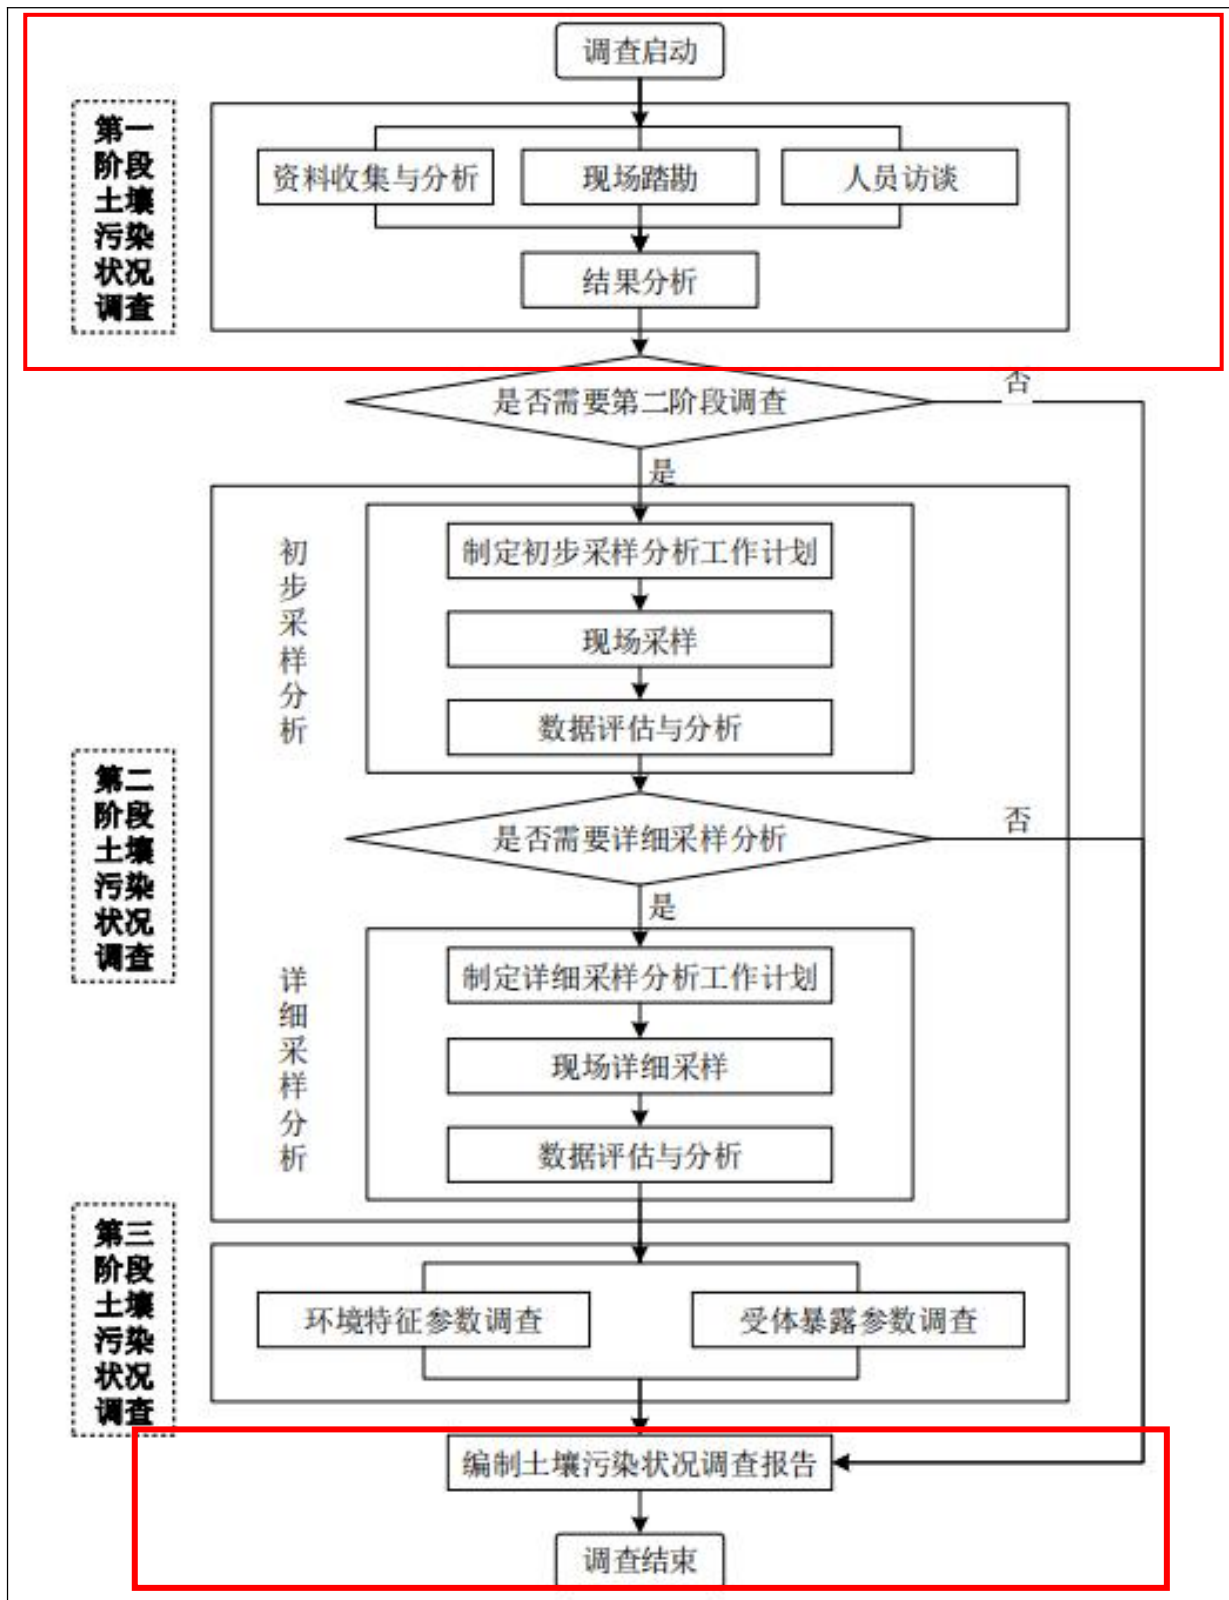 调查启动
第一
阶段
土壤
污染
状况
调查
资料收集与分析
现场踏勘
人员访谈
结果分析
是否需要第二阶段调查
否
是
初
步
采
样
分
析
制定初步采样分析工作计划
现场采样
数据评估与分析
第二
阶段
土壤
污染
状况
调查
是否需要详细采样分析
否
是
详
细
采
样
分
析
制定详细采样分析工作计划
现场详细采样
数据评估与分析
第三
阶段
土壤
污染
状况
调查
环境特征参数调查
受体暴露参数调查
编制土壤污染状况调查报告
调查结束